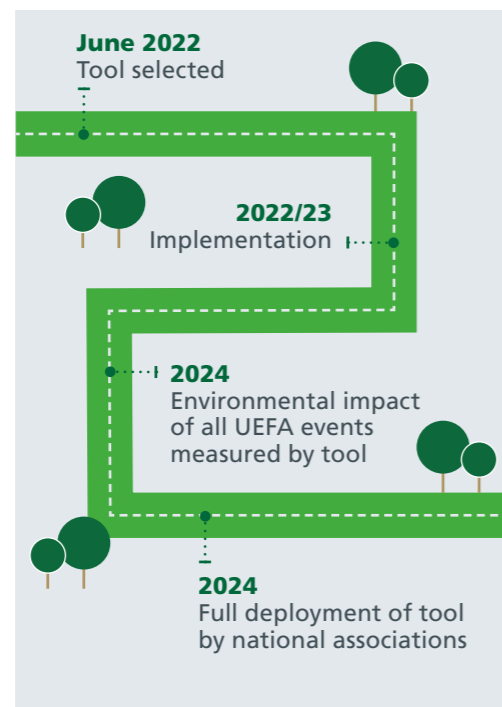 June 2022
Tool selected
2022/23
Implementation
2024
Environmental impact
of all UEFA events
measured by tool
2024
Full deployment of tool
by national associations